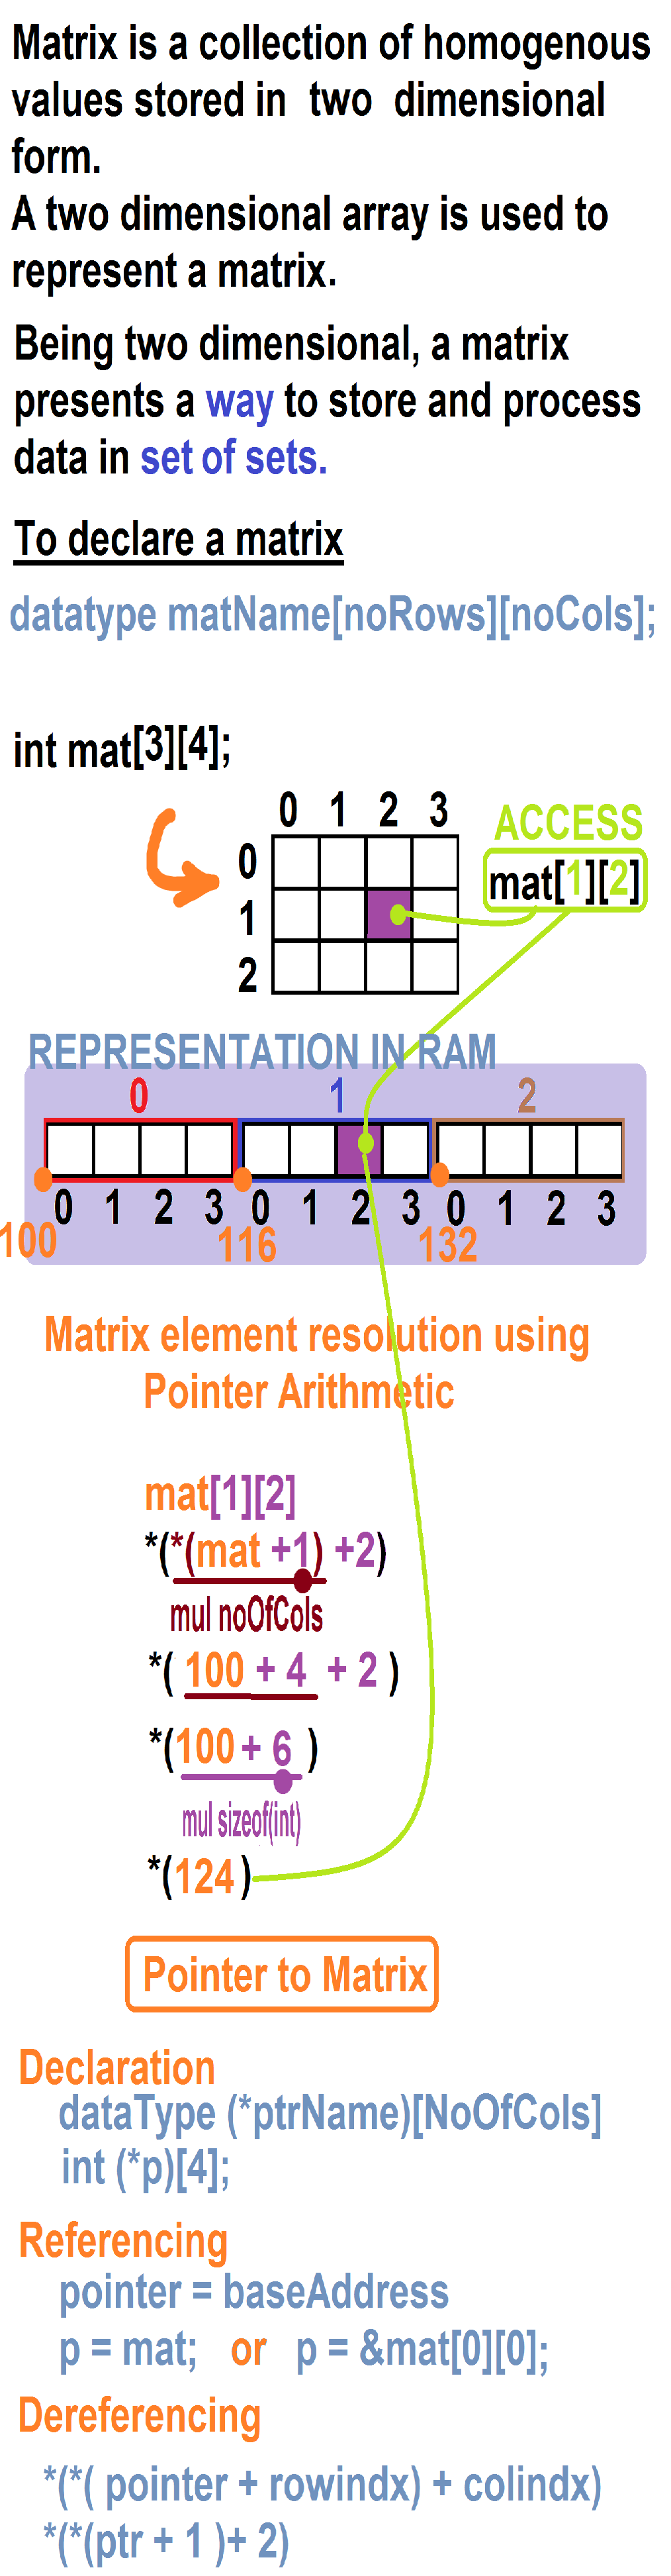 Matrix is a collection of homogenous
values stored in two dimensional
form.
A two dimensional array is used to
represent a matrix.
Being two dimensional, a matrix
presents a way to store and process
data in set of sets.
To declare a matrix
datatype matName[noRows][noCols];
int mat[3][4];
0 1 2 3
ACCESS
0
mat[1][2]
1
2
REPRESENTATION IN RAM
0 1 2
0 1 2 3 0 1 2 3 0 1 2 3
100 116 132
Matrix element resolution using
Pointer Arithmetic
mat[1][2]
*(*(mat +1) +2)
mul noOfCols
*( 100 + 4 + 2 )
*(100 + 6 )
mul sizeof(int)
*(124)
Pointer to Matrix
Declaration
dataType (*ptrName)[NoOfCols]
int (*p)[4];
Referencing
pointer = baseAddress
p = mat; or p = &mat[0][0];
Dereferencing
*(*( pointer + rowindx) + colindx)
*(*(ptr + 1 )+ 2)